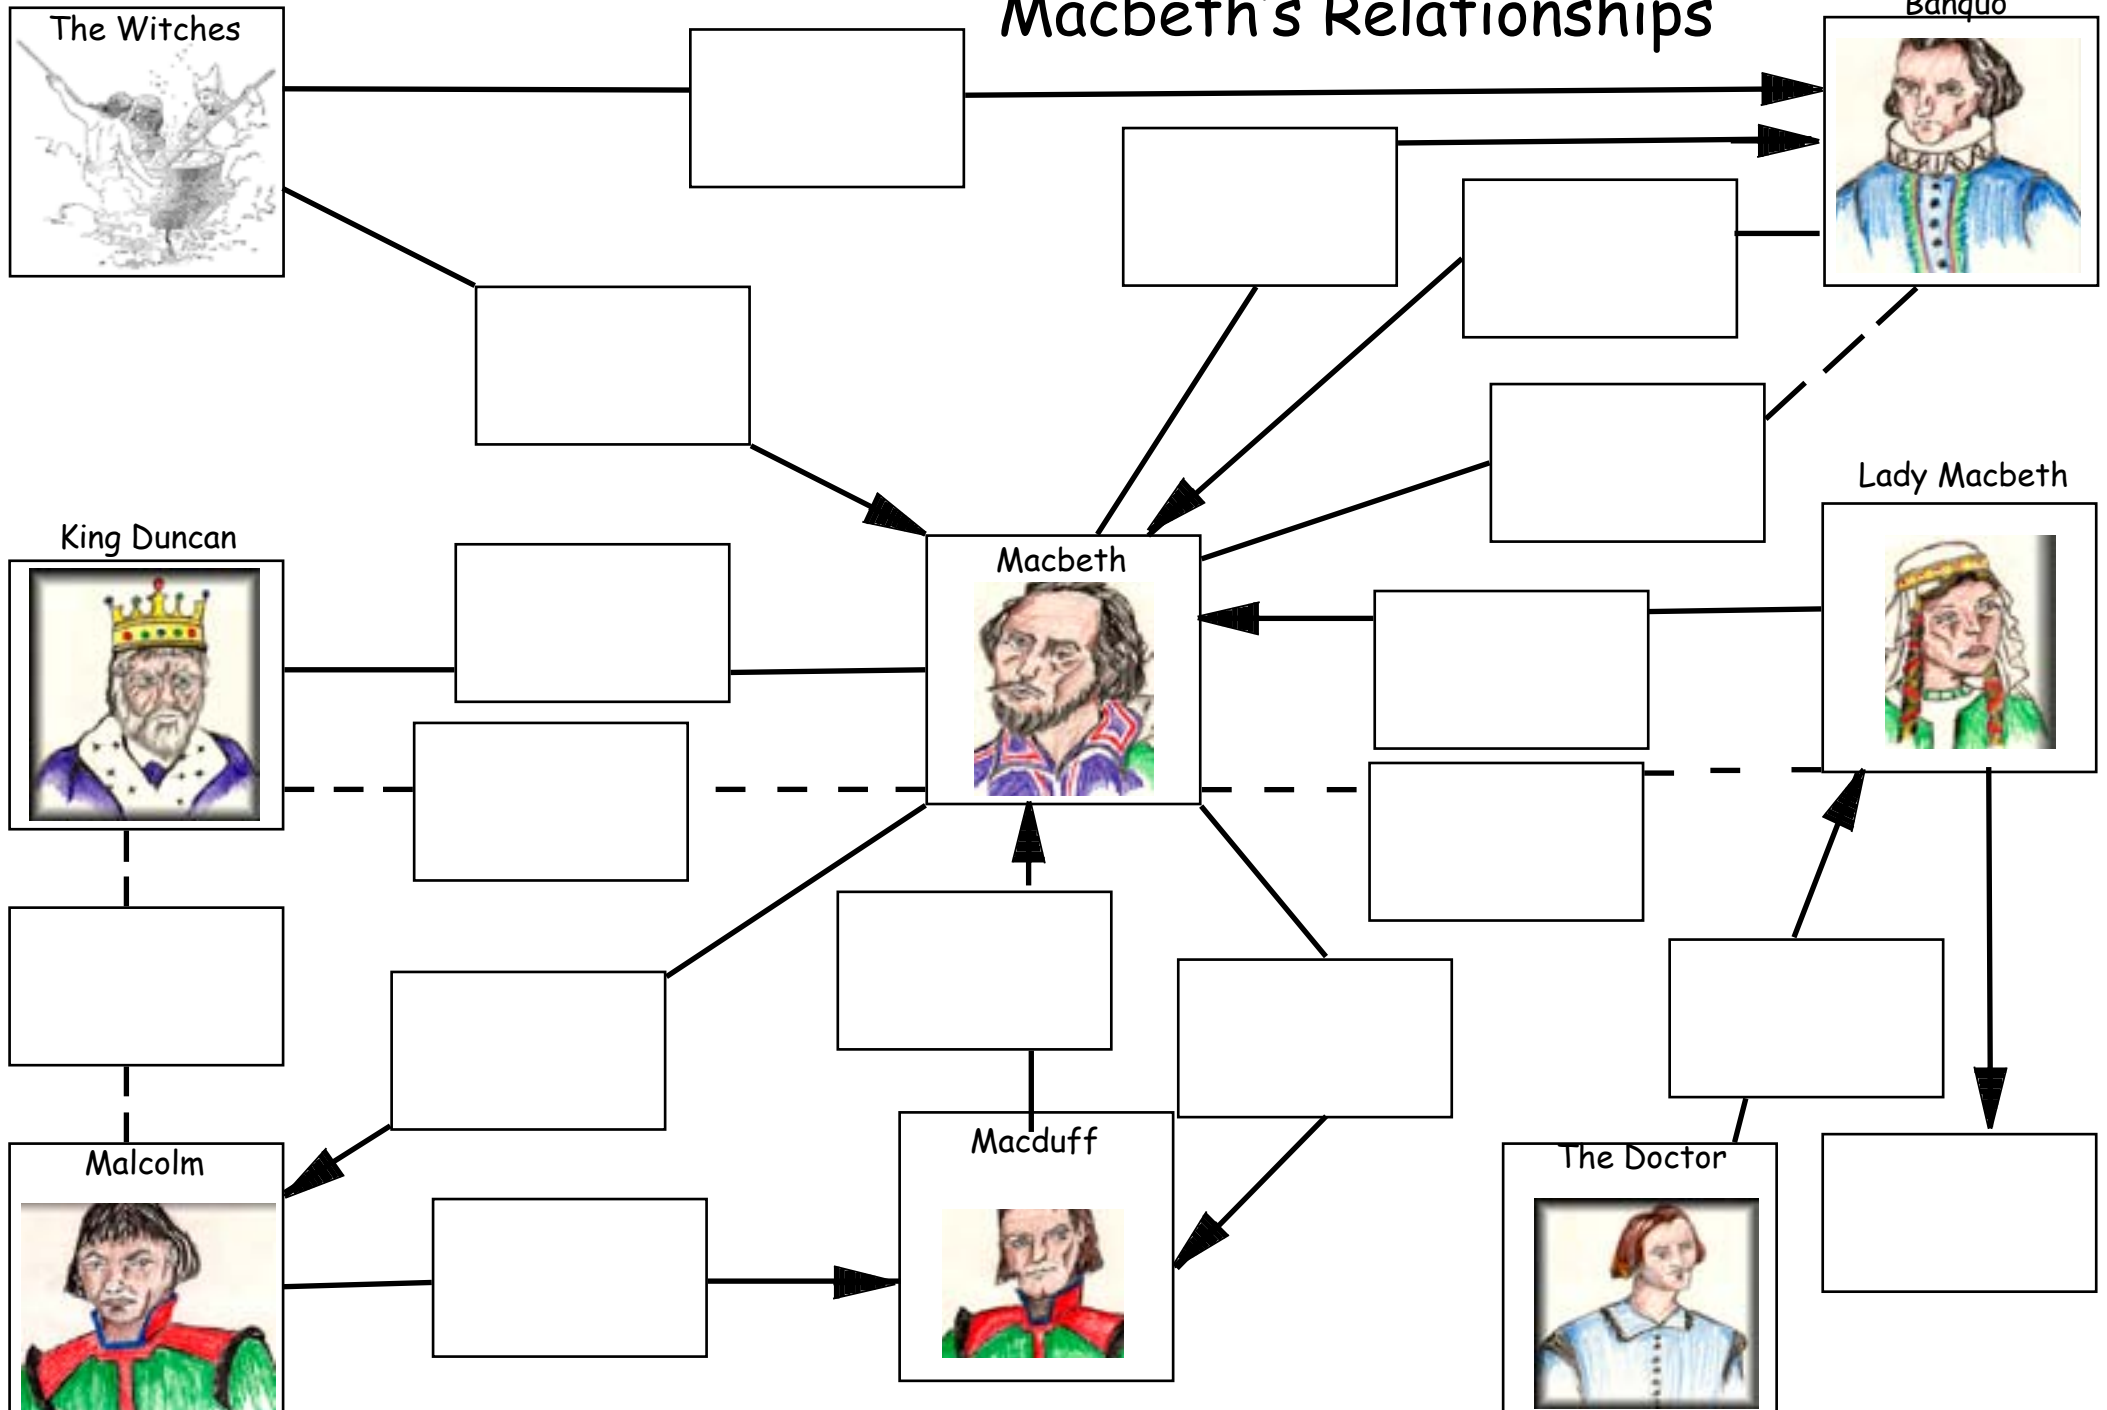 Macbeth's Relationships
The Witches
Banquo
Lady Macbeth
King Duncan
Macbeth
Macduff
Malcolm
The Doctor